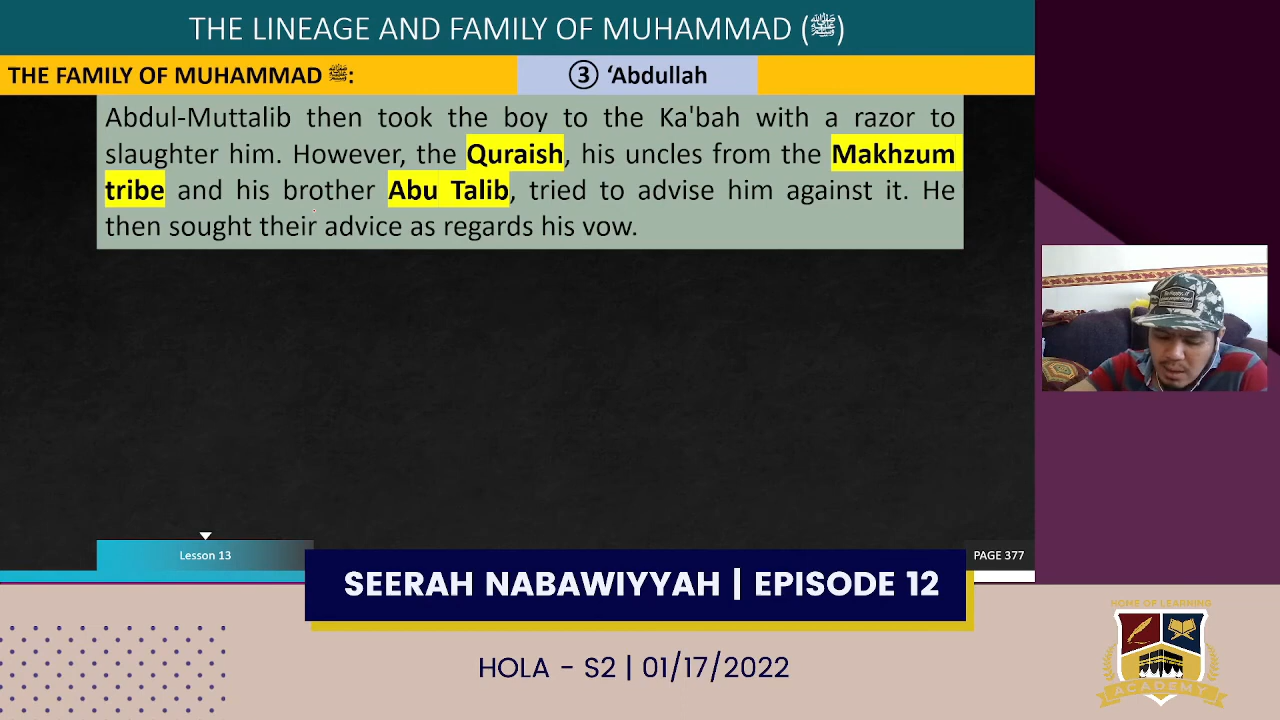 THE LINEAGE AND FAMILY OF MUHAMMAD (ﷺ)
THE FAMILY OF MUHAMMAD ﷺ:
③ ‘Abdullah
Abdul-Muttalib then took the boy to the Ka'bah with a razor to
slaughter him. However, the Quraish, his uncles from the Makhzum
tribe and his brother Abu Talib, tried to advise him against it. He
then sought their advice as regards his vow.
Lesson 13
PAGE 377
SEERAH NABAWIYYAH | EPISODE 12
HOLA - S2 | 01/17/2022
HOME OF LEARNING
ACADEMY